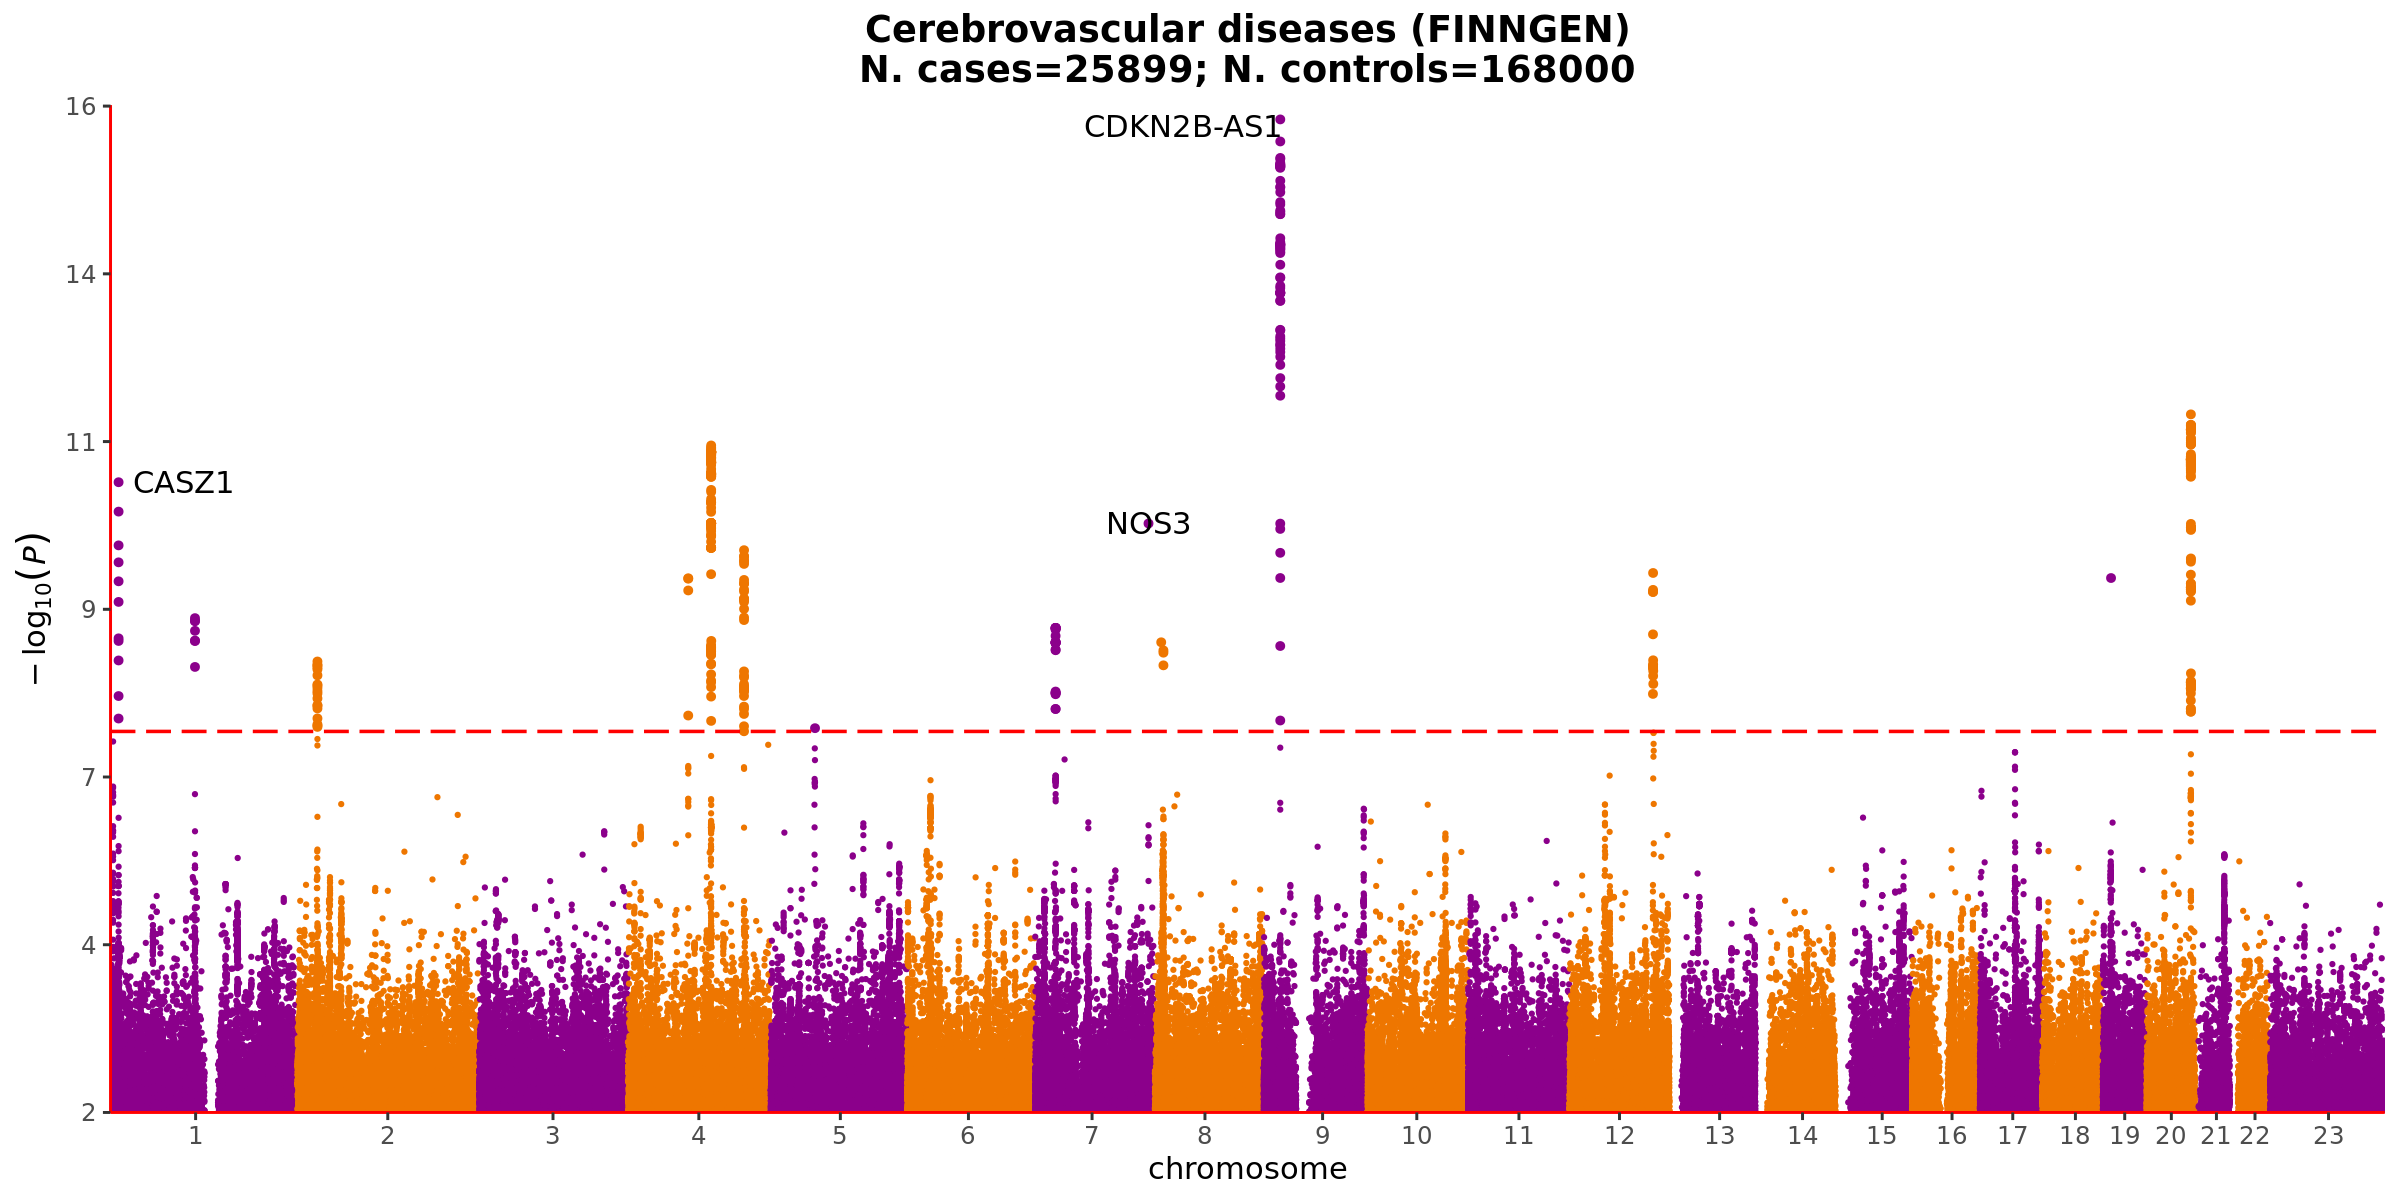 Cerebrovascular diseases (FINNGEN)
N. cases=25899; N. controls=168000
16
CDKN2B-AS1
14
11
CASZ1
NOS3
9
− log10(P)
7
4
2
1 2 3 4 5 6 7 8 9 10 11 12 13 14 15 16 17 18 19 20 21 22 23
chromosome